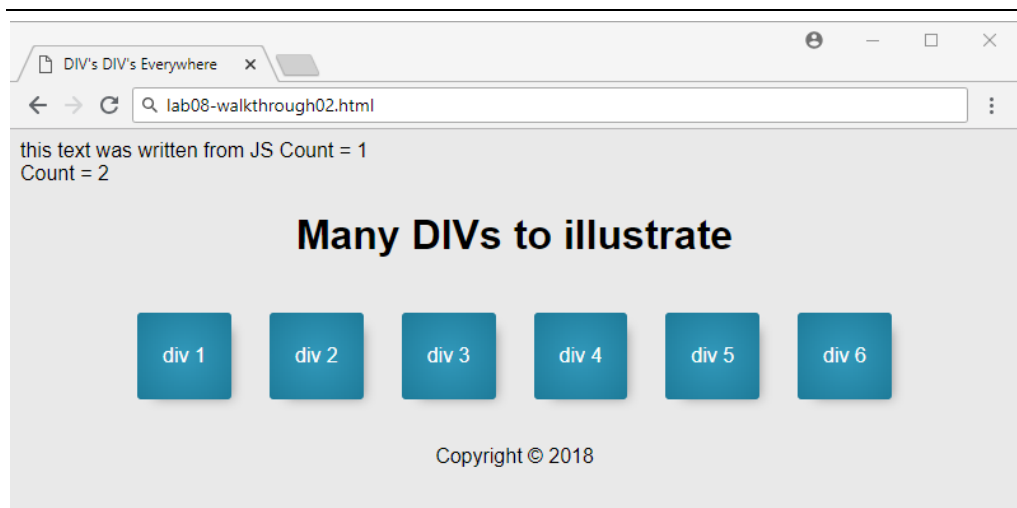 DIV's DIV's Everywhere
lab08-walkthrough02.html
this text was written from JS Count = 1
Count = 2
Many DIVs to illustrate
div 1 div 2 div 3 div 4 div 5 div 6
Copyright © 2018